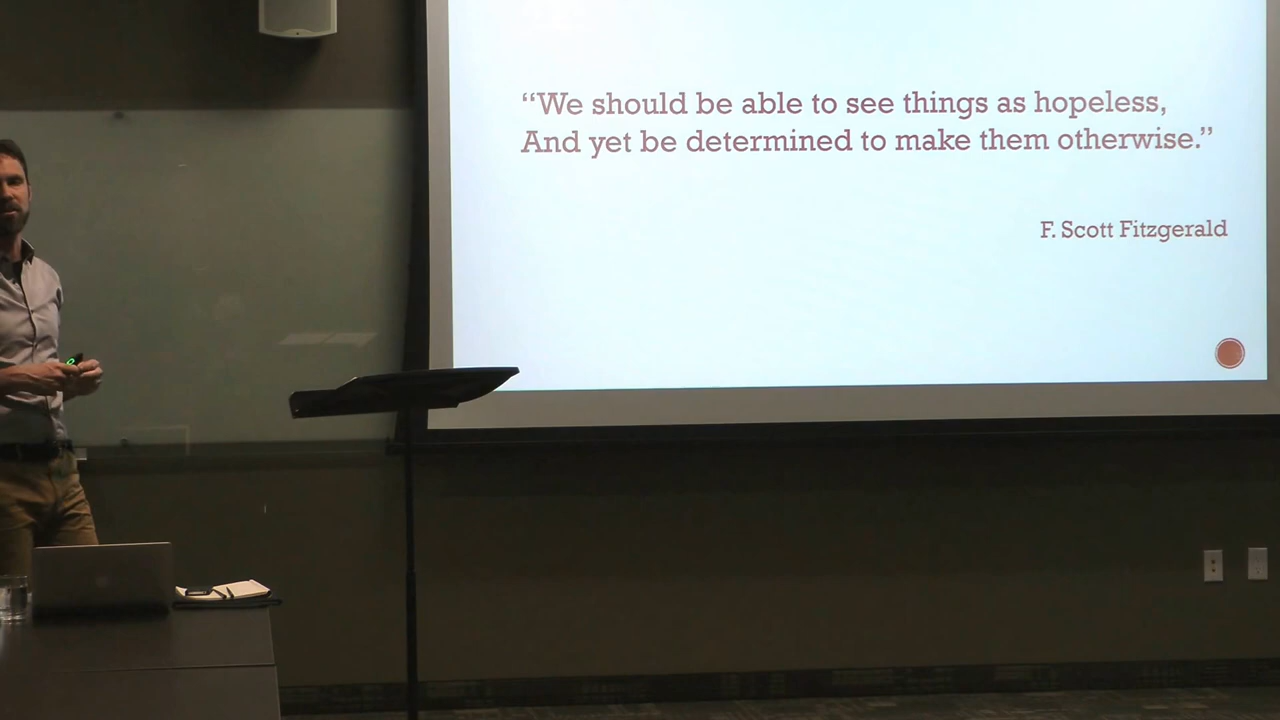 “We should be able to see things as hopeless,
And yet be determined to make them otherwise.”
F. Scott Fitzgerald